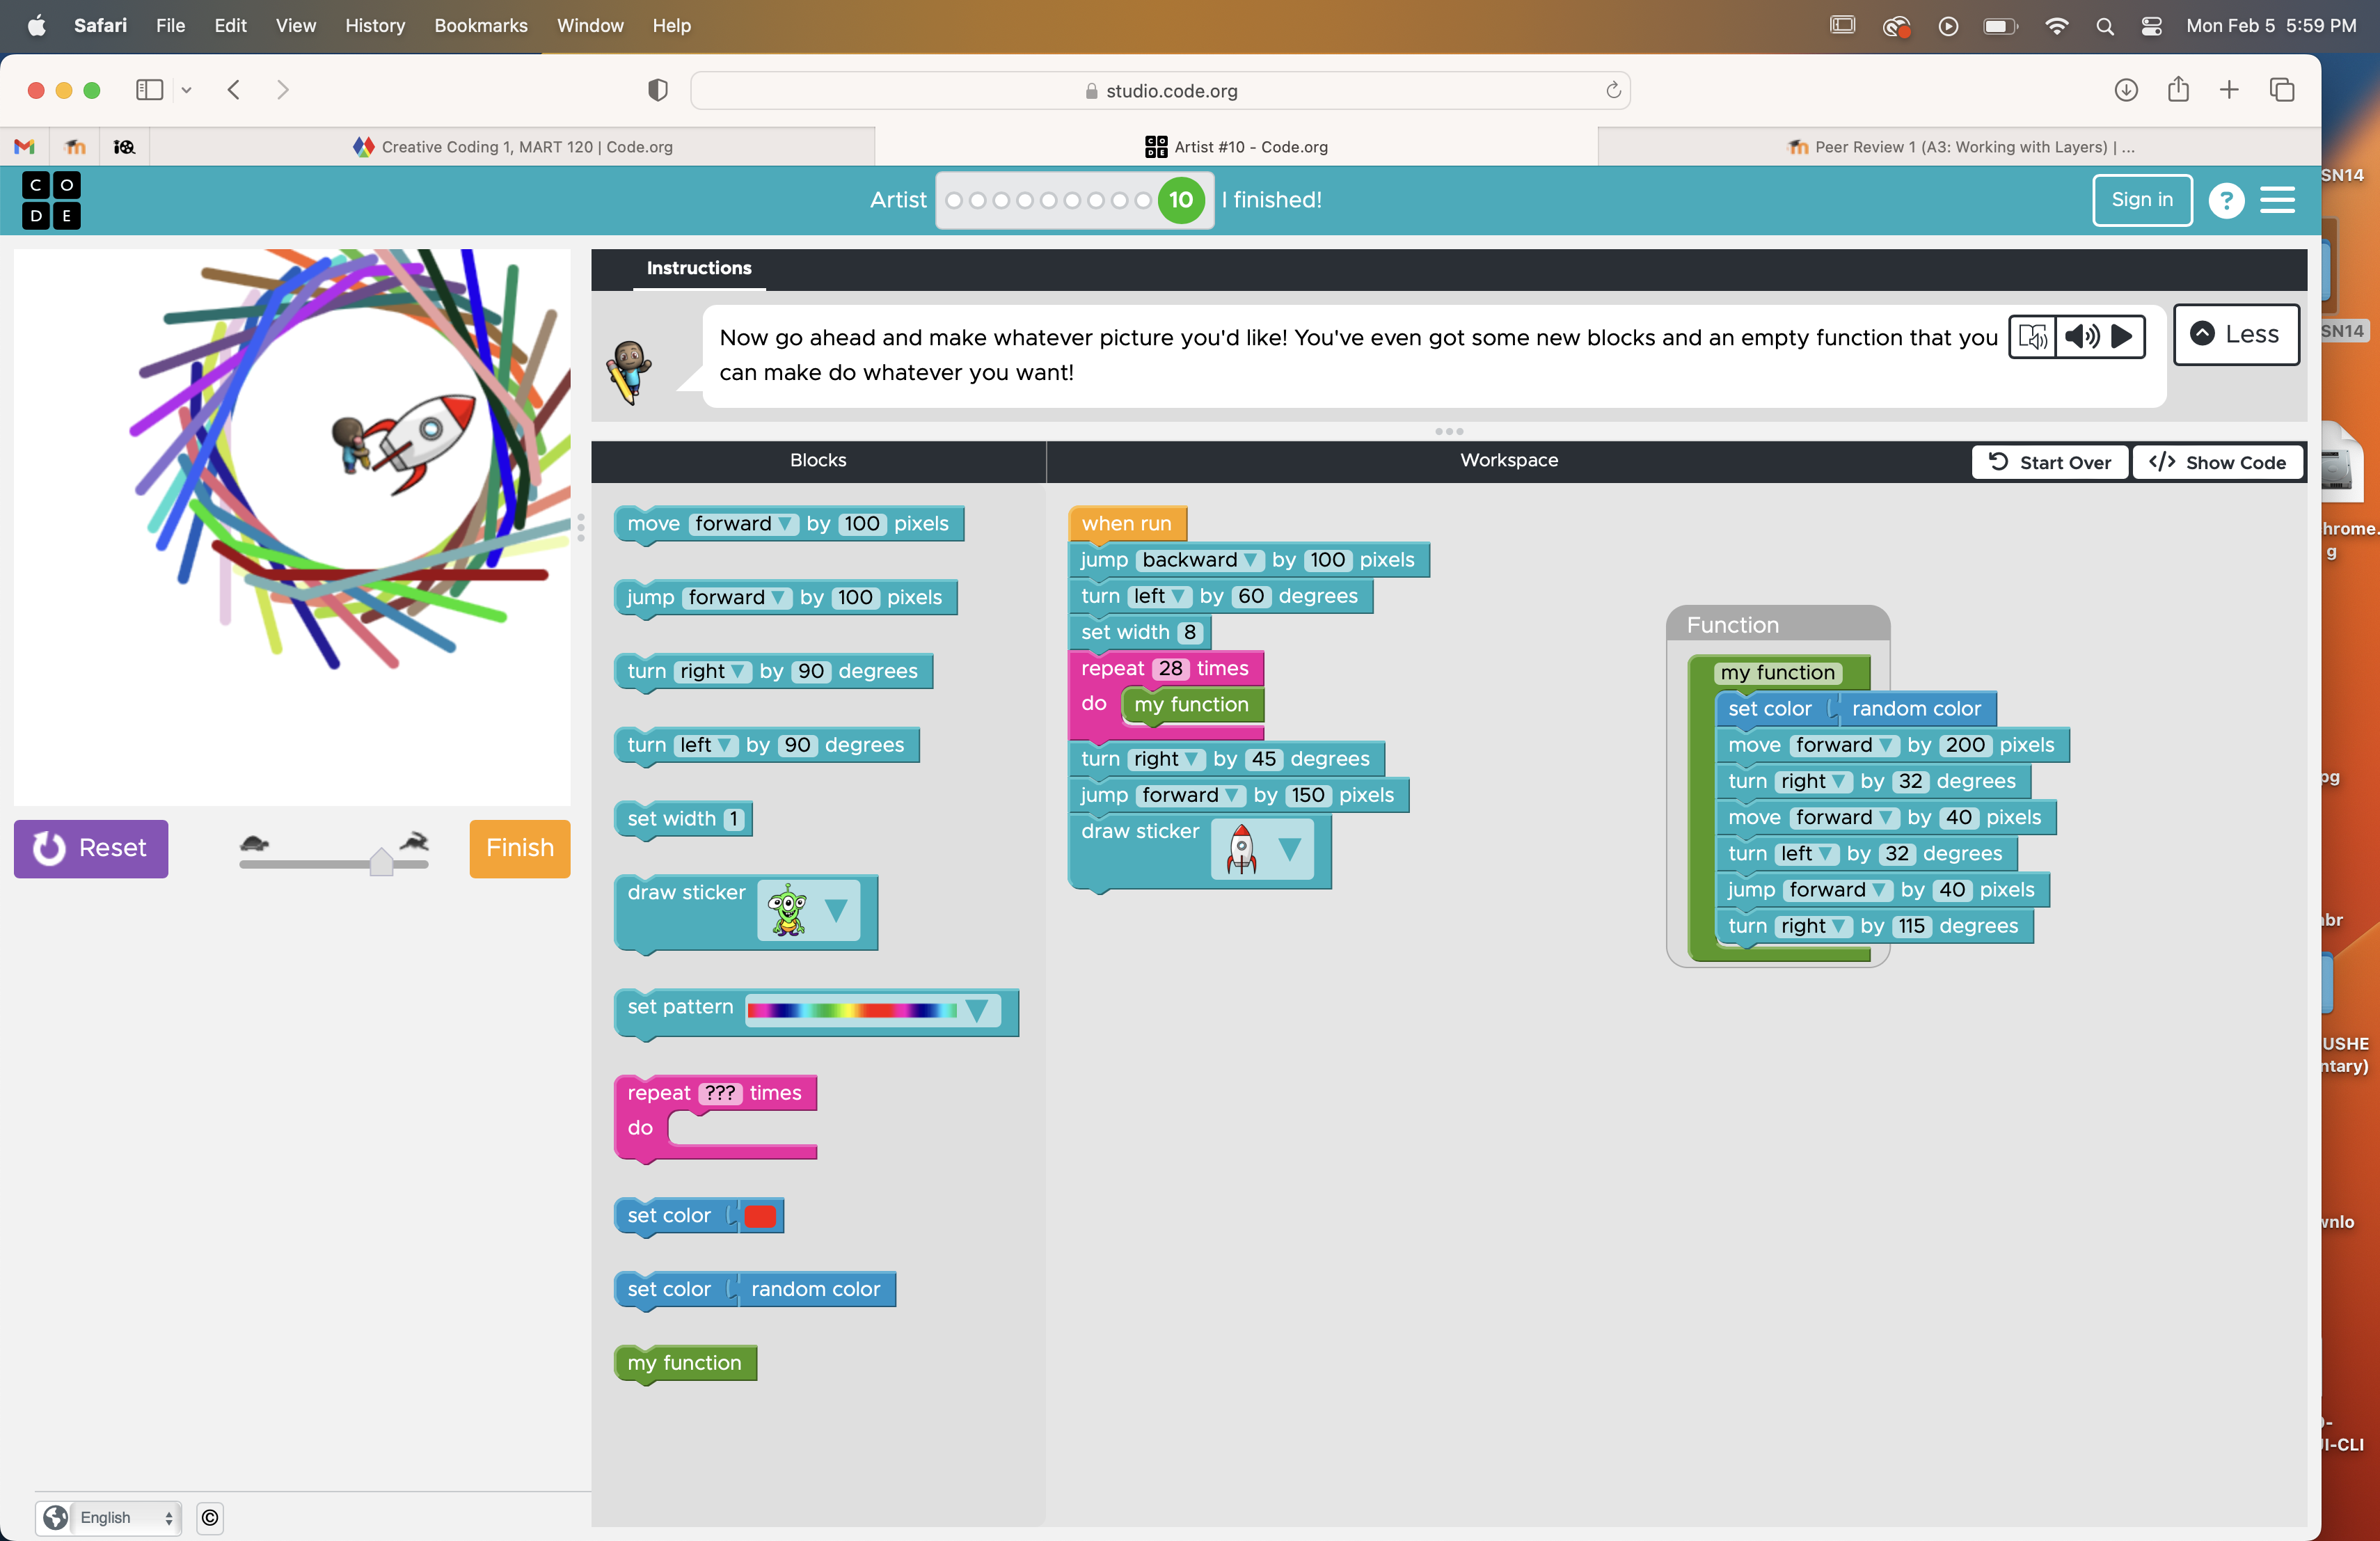 Safari File Edit View History Bookmarks Window Help Mon Feb 5 5:59 PM
studio.code.org
Creative Coding 1, MART 120 | Code.org
Artist #10 - Code.org
Peer Review 1 (A3: Working with Layers) | ...
C O
D E
Artist 10 I finished!
Sign in ?
Instructions
Now go ahead and make whatever picture you'd like! You've even got some new blocks and an empty function that you
can make do whatever you want!
Less
Blocks
Workspace
Start Over
</> Show Code
move forward by 100 pixels
jump forward by 100 pixels
turn right by 90 degrees
turn left by 90 degrees
set width 1
draw sticker
set pattern
repeat ??? times
do
set color
set color random color
my function
when run
jump backward by 100 pixels
turn left by 60 degrees
set width 8
repeat 28 times
do my function
turn right by 45 degrees
jump forward by 150 pixels
draw sticker
Function
my function
set color random color
move forward by 200 pixels
turn right by 32 degrees
move forward by 40 pixels
turn left by 32 degrees
jump forward by 40 pixels
turn right by 115 degrees
Reset
Finish
English
©
SN14
SN14
hrome.
g
USHE
ntary)
I-CLI